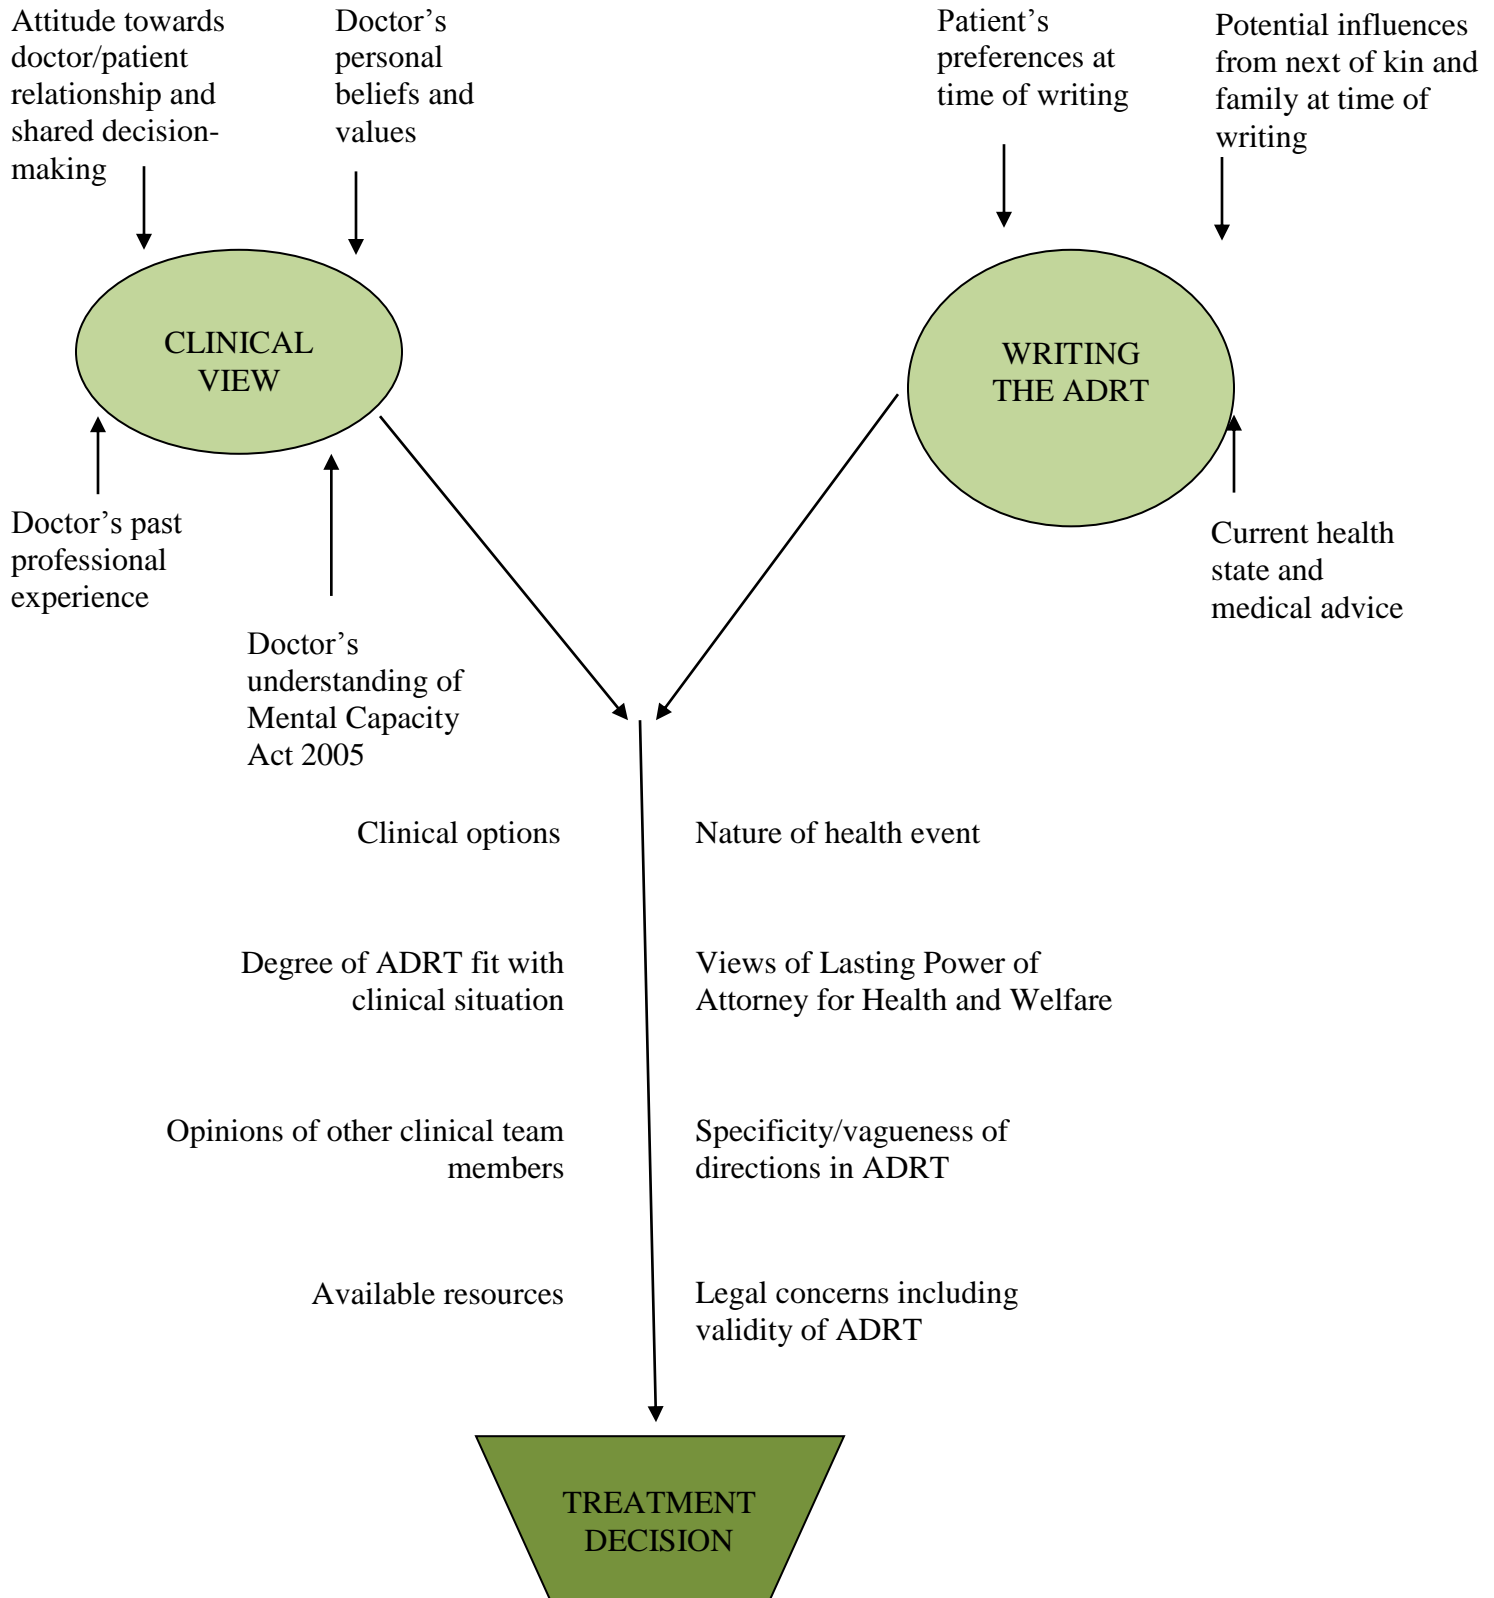 Attitude towards
doctor/patient
relationship and
shared decision-
making
Doctor’s
personal
beliefs and
values
Patient’s
preferences at
time of writing
Potential influences
from next of kin and
family at time of
writing
CLINICAL
VIEW
WRITING
THE ADRT
Doctor’s past
professional
experience
Doctor’s
understanding of
Mental Capacity
Act 2005
Current health
state and
medical advice
Clinical options
Nature of health event
Degree of ADRT fit with
clinical situation
Views of Lasting Power of
Attorney for Health and Welfare
Opinions of other clinical team
members
Specificity/vagueness of
directions in ADRT
Available resources
Legal concerns including
validity of ADRT
TREATMENT
DECISION